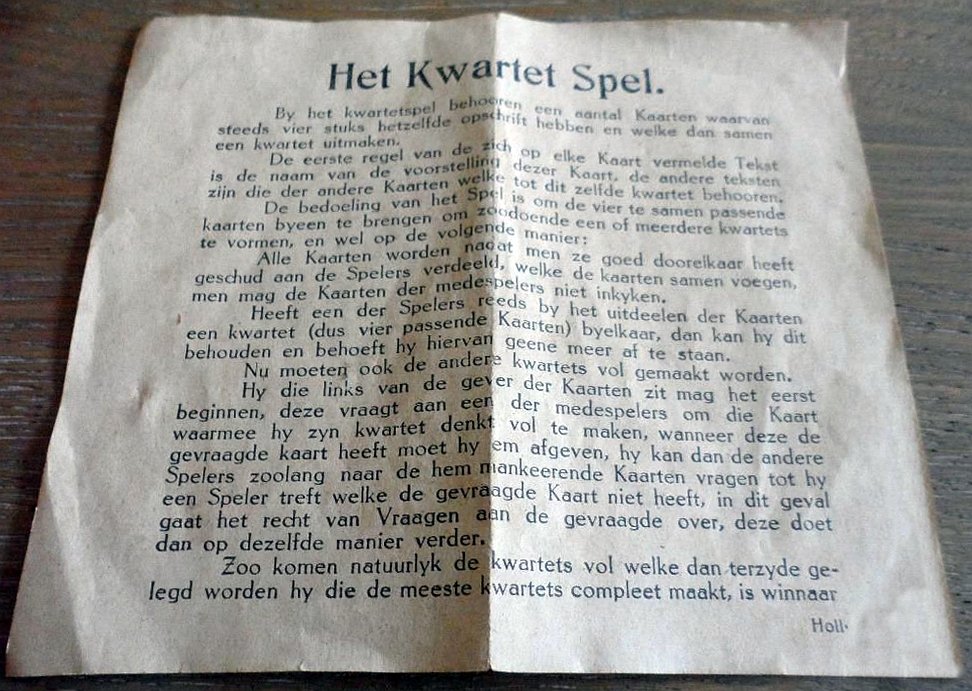 Het Kwartet Spel.
By het kwartetspel behooren een aantal Kaarten waarvan
steeds vier stuks hetzelfde opschrift hebben en welke dan samen
een kwartet uitmaken.
De eerste regel van de zich op elke Kaart vermelde Tekst
is de naam van de voorstelling dezer Kaart, de andere teksten
zijn die der andere Kaarten welke tot dit zelfde kwartet behooren.
De bedoeling van het Spel is om de vier te samen passende
kaarten byeen te brengen om zoodoende een of meerdere kwartets
te vormen, en wel op de volgende manier:
Alle Kaarten worden nadat men ze goed doorelkaar heeft
geschud aan de Spelers verdeeld, welke de kaarten samen voegen,
men mag de Kaarten der medespelers niet inkyken.
Heeft een der Spelers reeds by het uitdeelen der Kaarten
een kwartet (dus vier passende Kaarten) byelkaar, dan kan hy dit
behouden en behoeft hy hiervan geene meer af te staan.
Nu moeten ook de andere kwartets vol gemaakt worden.
Hy die links van de gever der Kaarten zit mag het eerst
beginnen, deze vraagt aan een der medespelers om die Kaart
waarmee hy zyn kwartet denkt vol te maken, wanneer deze de
gevraagde kaart heeft moet hy em afgeven, hy kan dan de andere
Spelers zoolang naar de hem mankeerende Kaarten vragen tot hy
een Speler treft welke de gevraagde Kaart niet heeft, in dit geval
gaat het recht van Vraagen aan de gevraagde over, deze doet
dan op dezelfde manier verder.
Zoo komen natuurlyk de kwartets vol welke dan terzyde ge-
legd worden hy die de meeste kwartets compleet maakt, is winnaar
Holl.